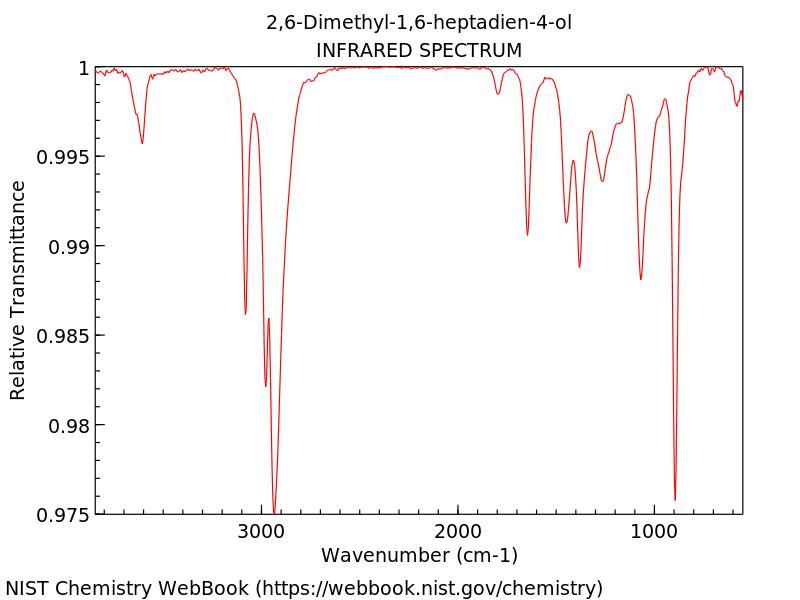 2,6-Dimethyl-1,6-heptadien-4-ol
INFRARED SPECTRUM
1
0.995
0.99
0.985
0.98
0.975
Relative Transmittance
3000 2000 1000
Wavenumber (cm-1)
NIST Chemistry WebBook (https://webbook.nist.gov/chemistry)